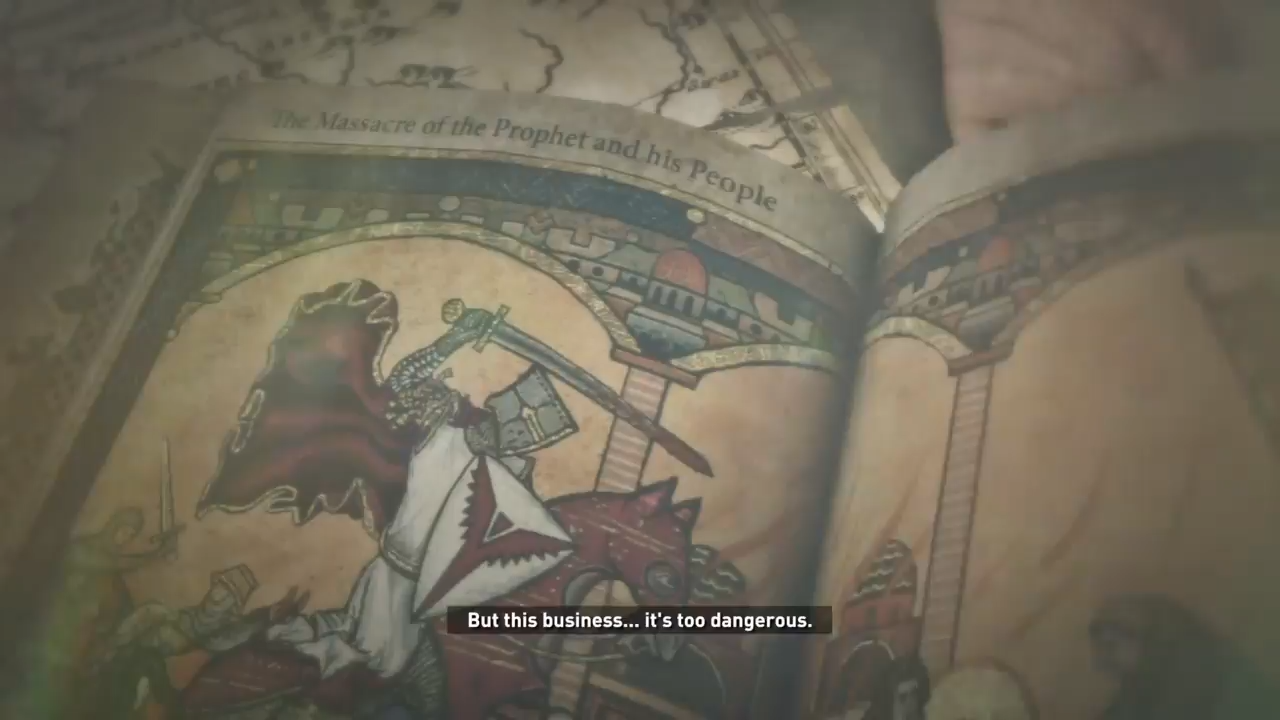 The Massacre of the Prophet and his People
But this business... it's too dangerous.